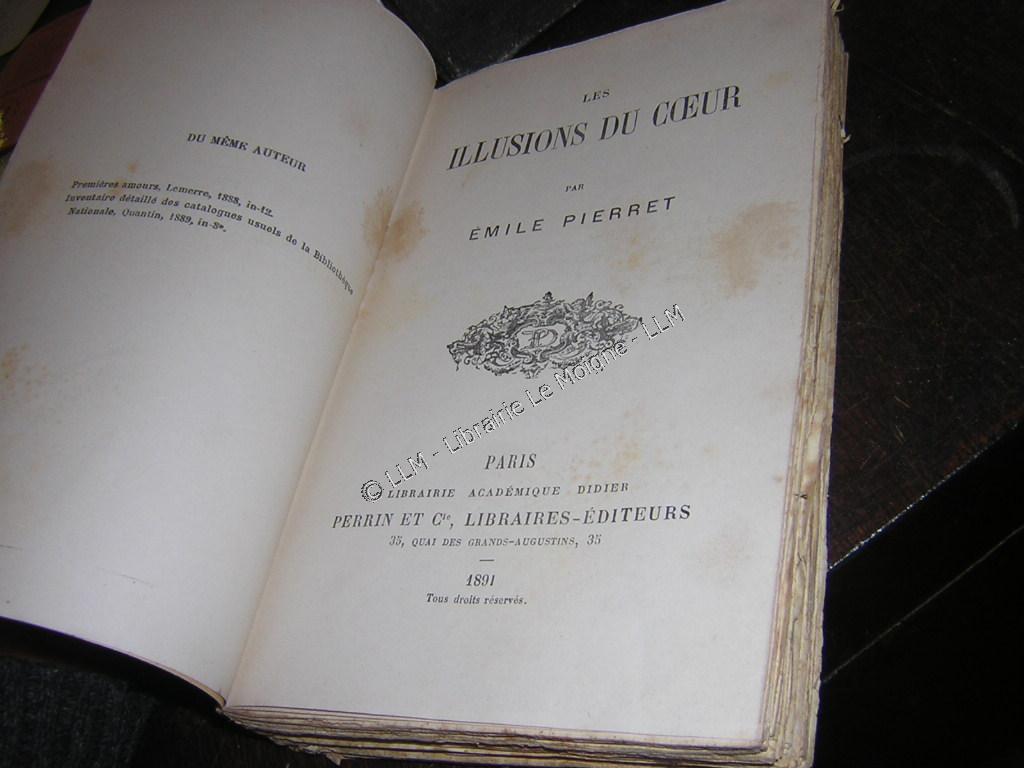 DU MÊME AUTEUR
Premières amours, Lemerre, 1888, in-12.
Inventaire détaillé des catalogues usuels de la Bibliothèque
Nationale, Quantin, 1889, in-8°.
LES
ILLUSIONS DU CŒUR
PAR
ÉMILE PIERRET
PARIS
LIBRAIRIE ACADÉMIQUE DIDIER
PERRIN ET Cie, LIBRAIRES-ÉDITEURS
35, QUAI DES GRANDS-AUGUSTINS, 35
1891
Tous droits réservés.
© LLM - Librairie Le Moigne - LLM